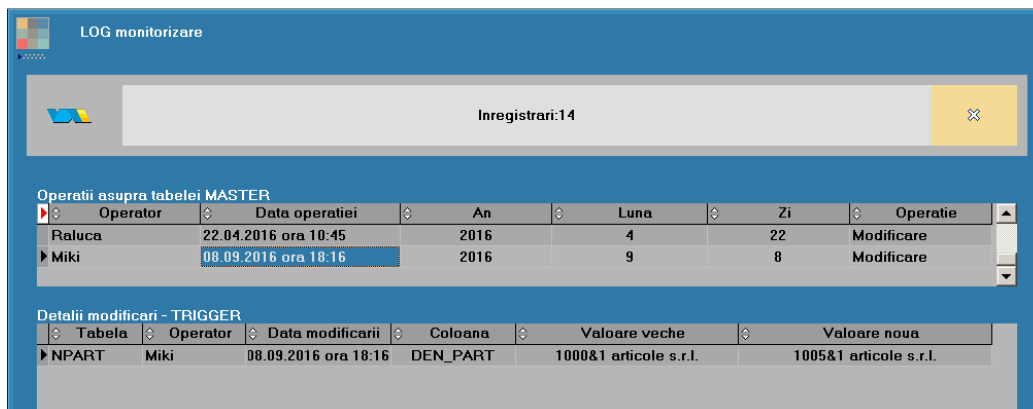 LOG monitorizare
Inregistrari:14
Operatii asupra tabelei MASTER
Operator Data operatiei An Luna Zi Operatie
Raluca 22.04.2016 ora 10:45 2016 4 22 Modificare
Miki 08.09.2016 ora 18:16 2016 9 8 Modificare
Detalii modificari - TRIGGER
Tabela Operator Data modificarii Coloana Valoare veche Valoare noua
NPART Miki 08.09.2016 ora 18:16 DEN_PART 1000&1 articole s.r.l. 1005&1 articole s.r.l.